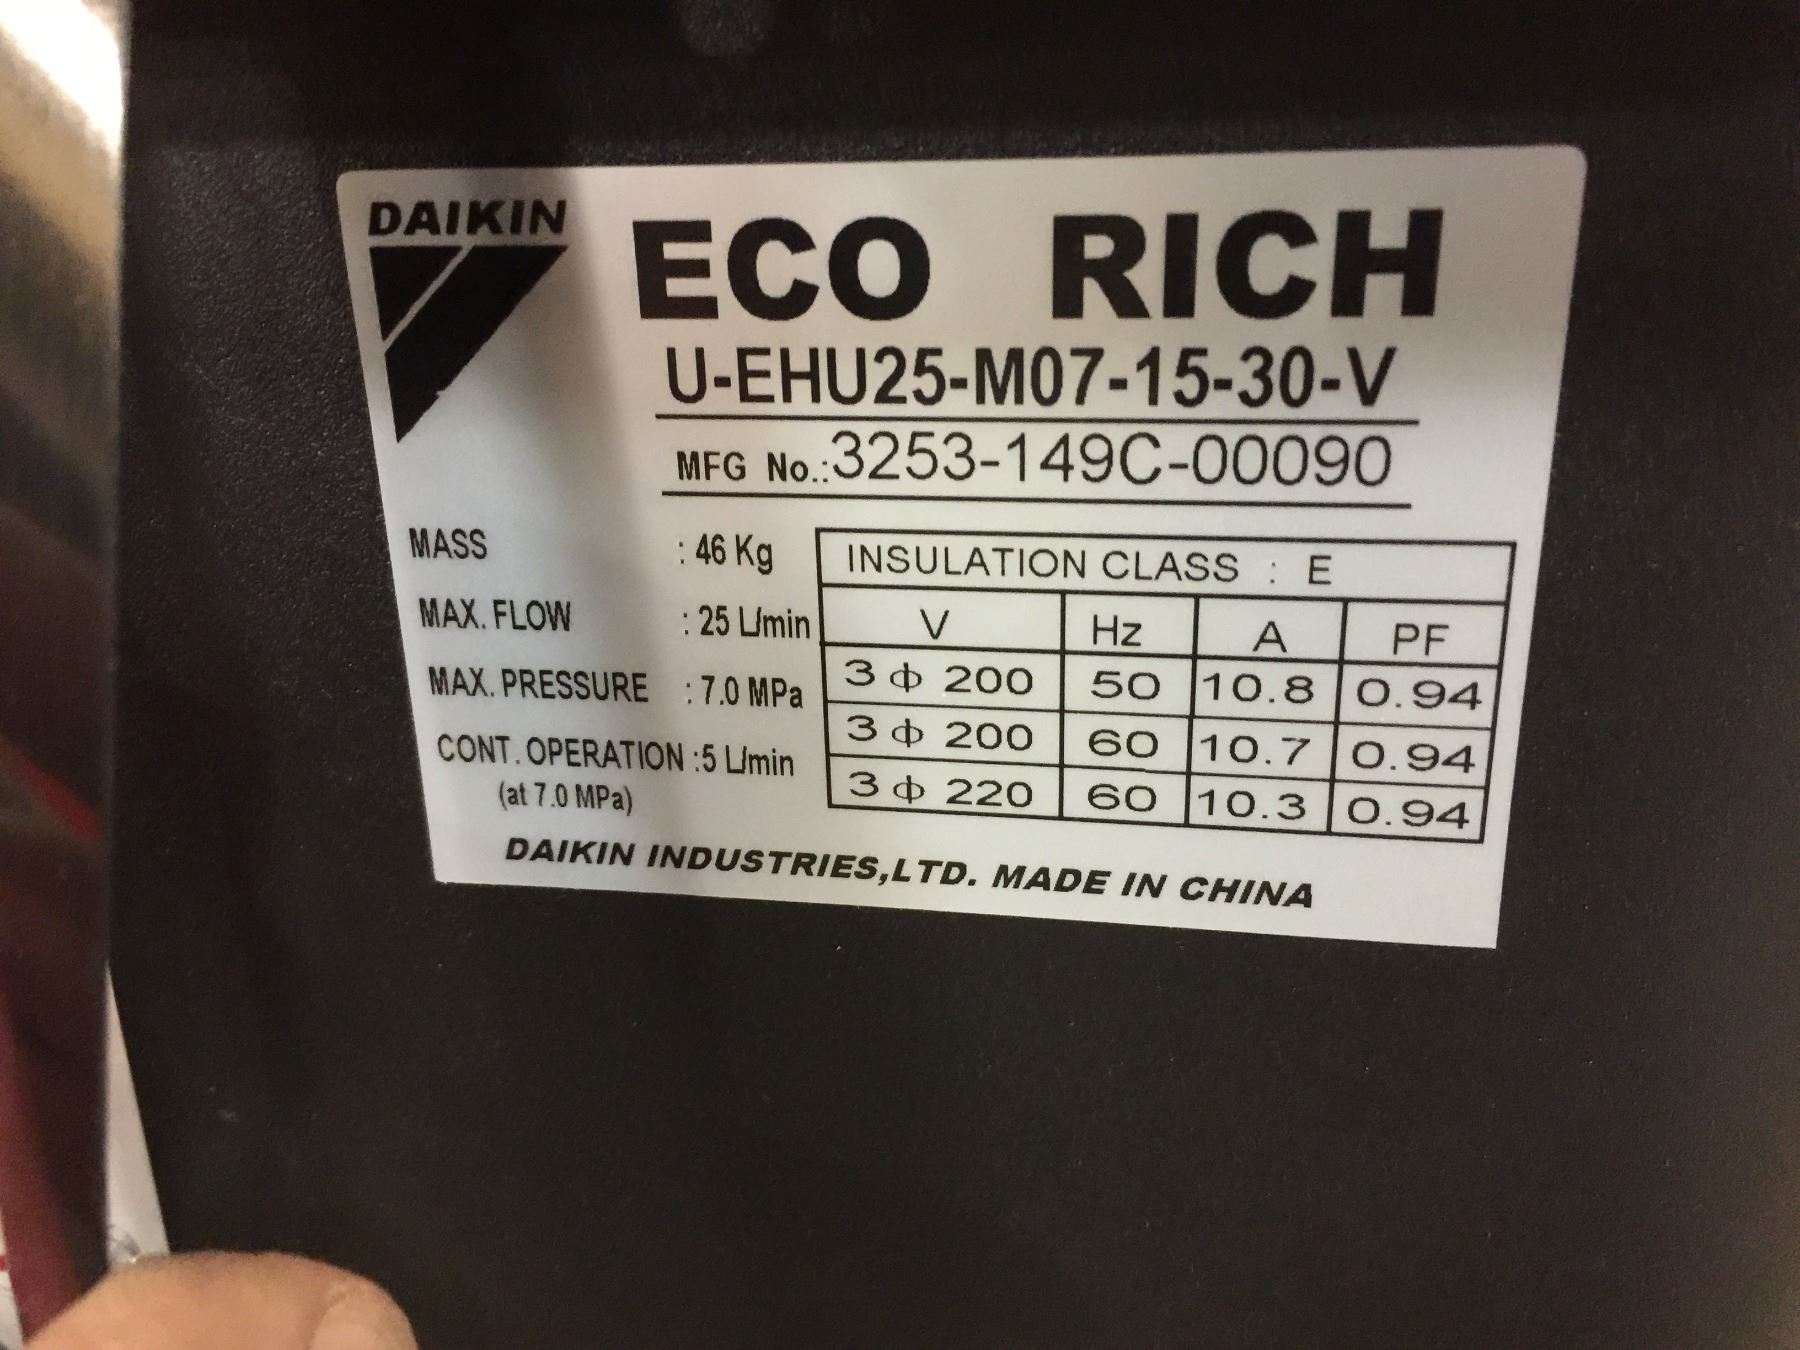 DAIKIN
ECO RICH
U-EHU25-M07-15-30-V
MFG No.:3253-149C-00090
MASS : 46 Kg
MAX. FLOW : 25 L/min
MAX. PRESSURE : 7.0 MPa
CONT. OPERATION :5 L/min
(at 7.0 MPa)
INSULATION CLASS : E
V Hz A PF
3 ф 200 50 10.8 0.94
3 ф 200 60 10.7 0.94
3 ф 220 60 10.3 0.94
DAIKIN INDUSTRIES,LTD. MADE IN CHINA